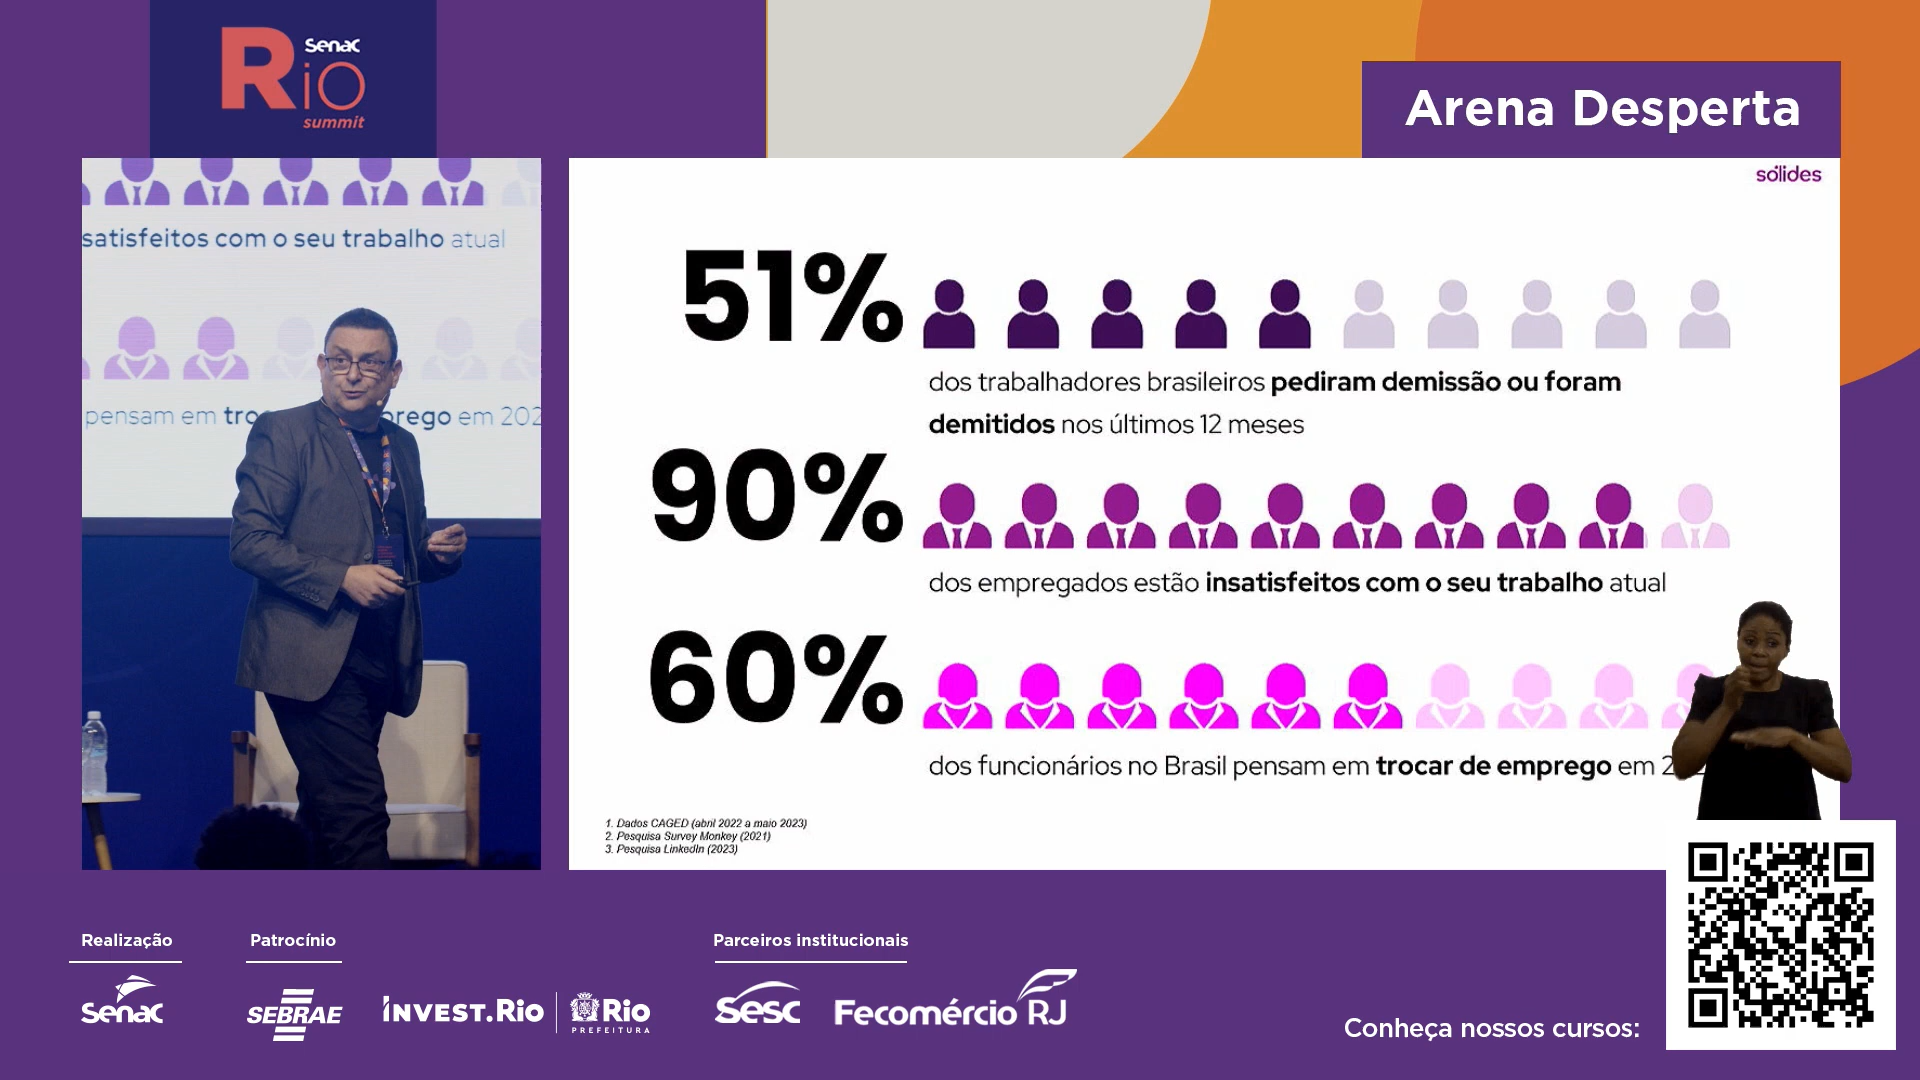 Senac
Rio
summit
Arena Desperta
satisfeitos com o seu trabalho atual
pensam em
em 202
sólides
51%
dos trabalhadores brasileiros pediram demissão ou foram
demitidos nos últimos 12 meses
90%
dos empregados estão insatisfeitos com o seu trabalho atual
60%
dos funcionários no Brasil pensam em trocar de emprego em
1. Dados CAGED (abril 2022 a maio 2023)
2. Pesquisa Survey Monkey (2021)
3. Pesquisa LinkedIn (2023)
Realização
Senac
Patrocínio
SEBRAE
INVEST.Rio
Rio
PREFEITURA
Parceiros institucionais
Sesc
Fecomércio RJ
Conheça nossos cursos: